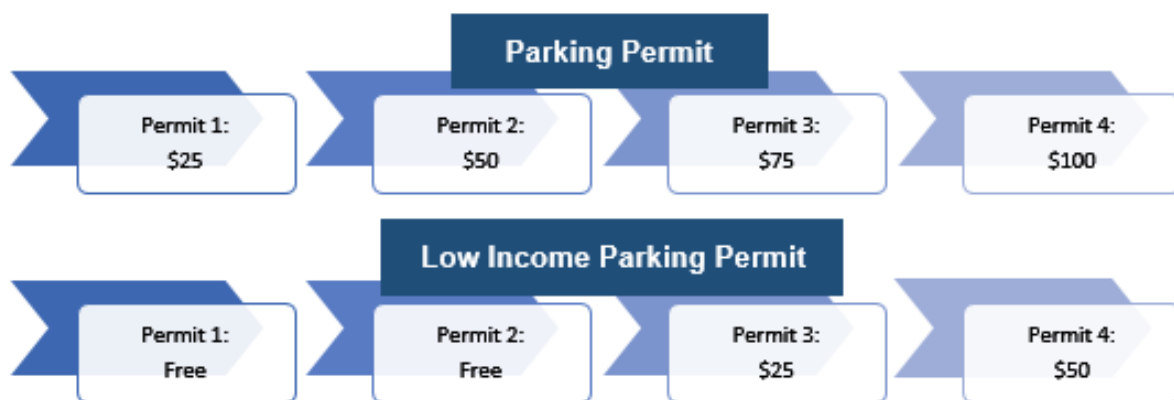 Parking Permit
Permit 1:
$25
Permit 2:
$50
Permit 3:
$75
Permit 4:
$100
Low Income Parking Permit
Permit 1:
Free
Permit 2:
Free
Permit 3:
$25
Permit 4:
$50